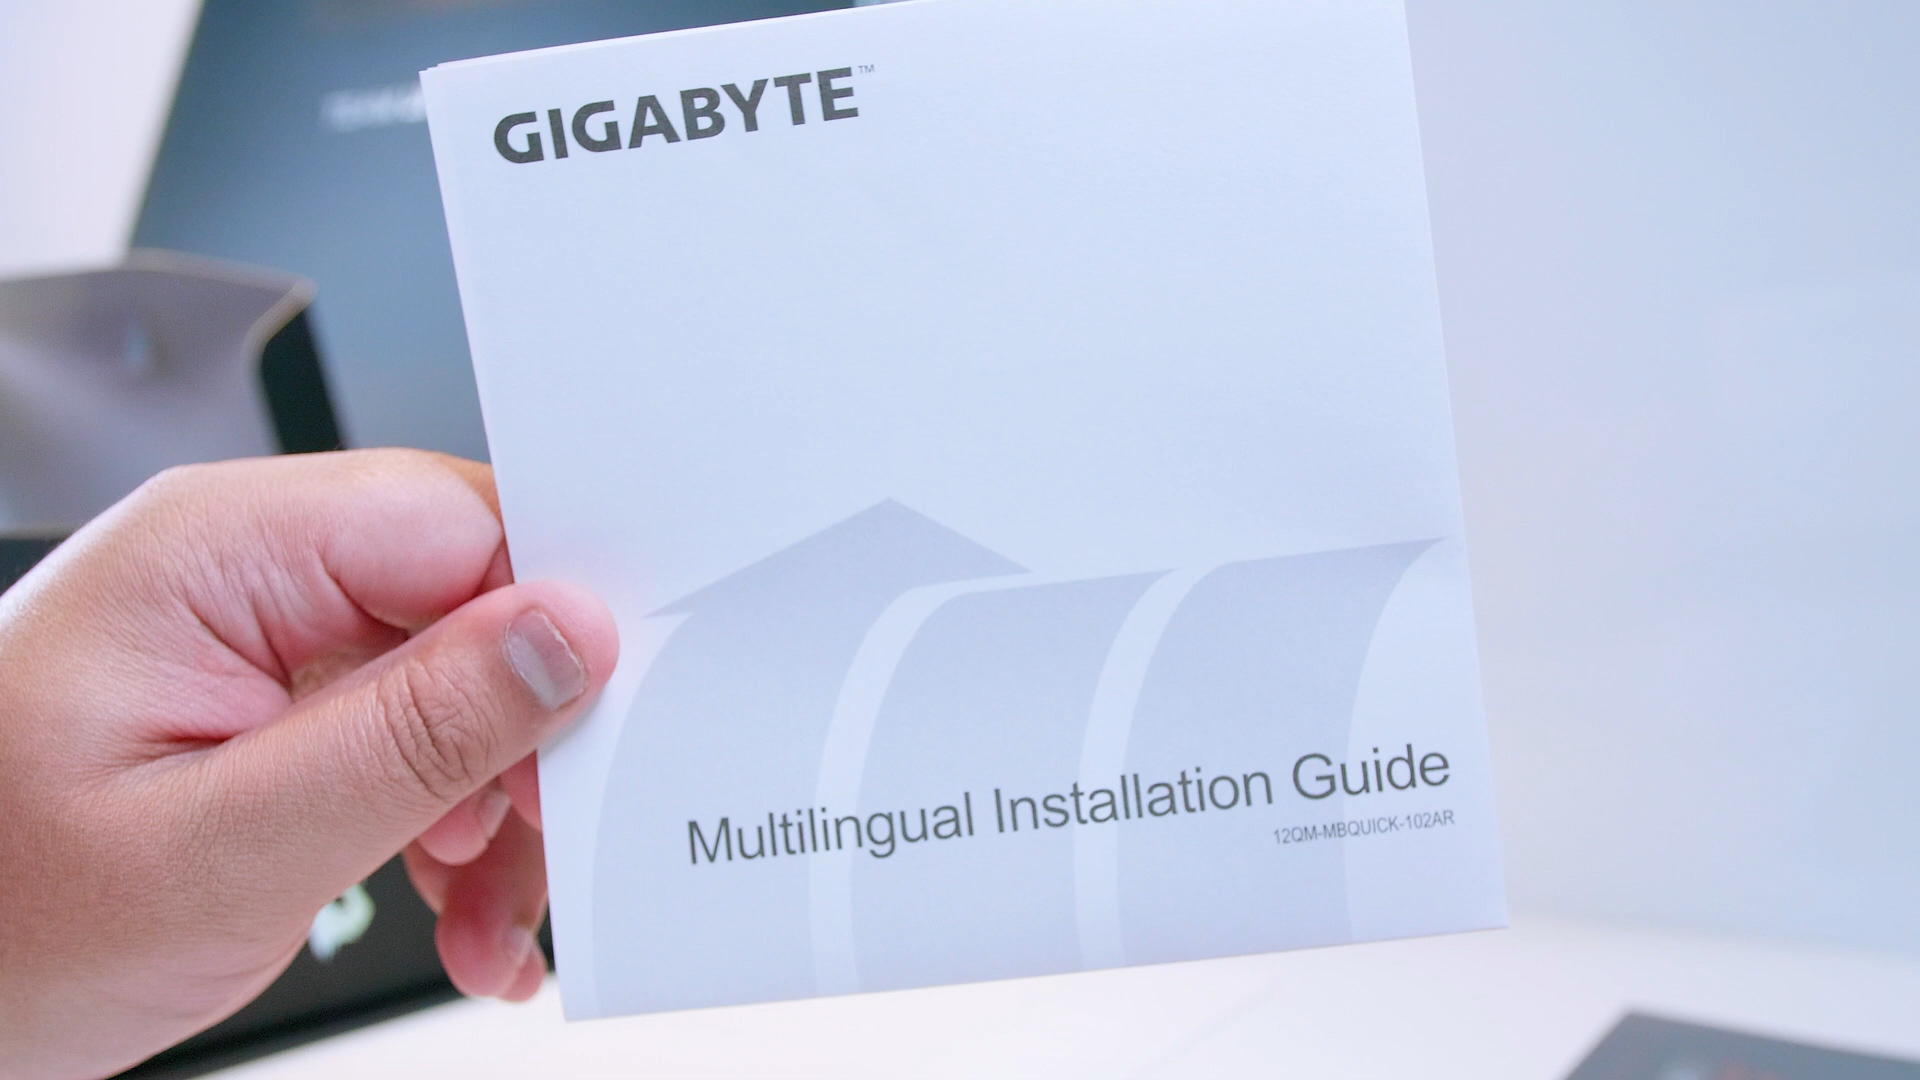 GIGABYTE™
Multilingual Installation Guide
12QM-MBQUICK-102AR